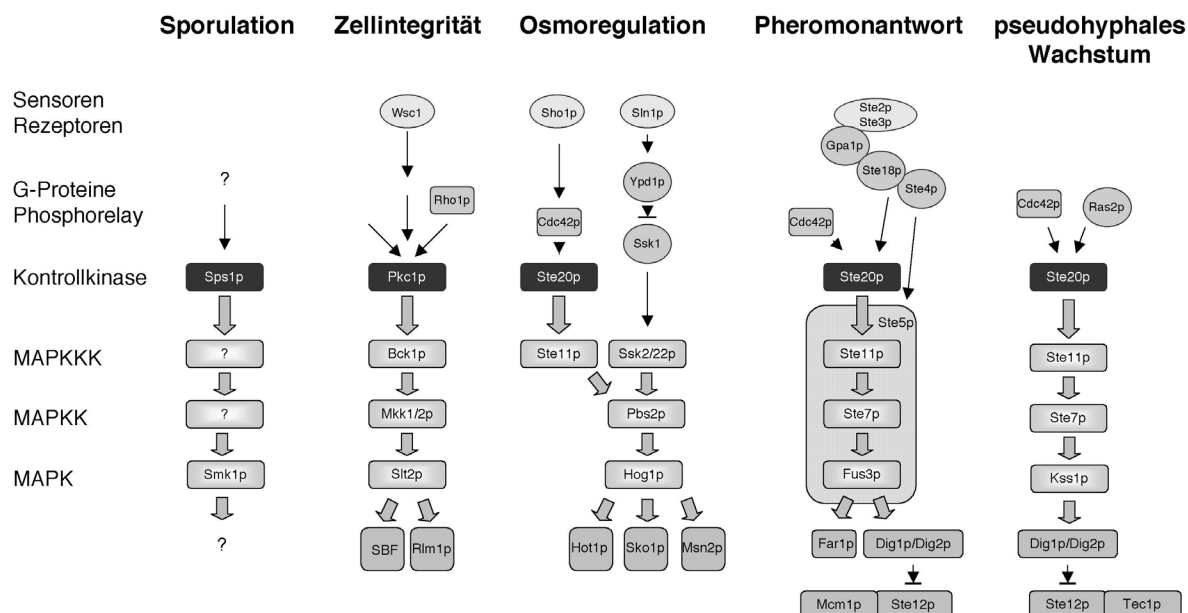 Sporulation
Zellintegrität
Osmoregulation
Pheromonantwort
pseudohyphales
Wachstum
Sensoren
Rezeptoren
Wsc1
Sho1p
Sln1p
Ste2p
Ste3p
Gpa1p
G-Proteine
Phosphorelay
?
Rho1p
Cdc42p
Ypd1p
Ssk1
Ste18p
Ste4p
Cdc42p
Cdc42p
Ras2p
Kontrollkinase
Sps1p
Pkc1p
Ste20p
Ste20p
Ste20p
Ste5p
MAPKKK
?
Bck1p
Ste11p
Ssk2/22p
Ste11p
Ste11p
MAPKK
?
Mkk1/2p
Pbs2p
Ste7p
Ste7p
MAPK
Smk1p
Slt2p
Hog1p
Fus3p
Kss1p
?
SBF
Rlm1p
Hot1p
Sko1p
Msn2p
Far1p
Dig1p/Dig2p
Dig1p/Dig2p
Mcm1p
Ste12p
Ste12p
Tec1p